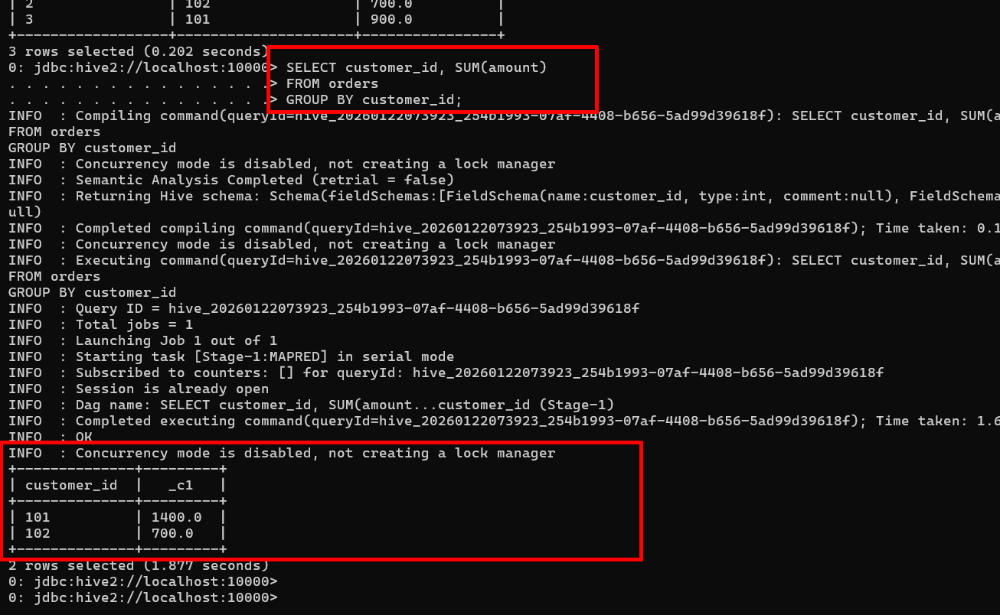 | 2 | 102 | 700.0 |
| 3 | 101 | 900.0 |
+------------------+----------------------+----------------+
3 rows selected (0.202 seconds)
0: jdbc:hive2://localhost:10000> SELECT customer_id, SUM(amount)
. . . . . . . . . . . . . . . .> FROM orders
. . . . . . . . . . . . . . . .> GROUP BY customer_id;
INFO  : Compiling command(queryId=hive_20260122073923_254b1993-07af-4408-b656-5ad99d39618f): SELECT customer_id, SUM(a
FROM orders
GROUP BY customer_id
INFO  : Concurrency mode is disabled, not creating a lock manager
INFO  : Semantic Analysis Completed (retrial = false)
INFO  : Returning Hive schema: Schema(fieldSchemas:[FieldSchema(name:customer_id, type:int, comment:null), FieldSchema
ull)
INFO  : Completed compiling command(queryId=hive_20260122073923_254b1993-07af-4408-b656-5ad99d39618f); Time taken: 0.1
INFO  : Concurrency mode is disabled, not creating a lock manager
INFO  : Executing command(queryId=hive_20260122073923_254b1993-07af-4408-b656-5ad99d39618f): SELECT customer_id, SUM(a
FROM orders
GROUP BY customer_id
INFO  : Query ID = hive_20260122073923_254b1993-07af-4408-b656-5ad99d39618f
INFO  : Total jobs = 1
INFO  : Launching Job 1 out of 1
INFO  : Starting task [Stage-1:MAPRED] in serial mode
INFO  : Subscribed to counters: [] for queryId: hive_20260122073923_254b1993-07af-4408-b656-5ad99d39618f
INFO  : Session is already open
INFO  : Dag name: SELECT customer_id, SUM(amount...customer_id (Stage-1)
INFO  : Completed executing command(queryId=hive_20260122073923_254b1993-07af-4408-b656-5ad99d39618f); Time taken: 1.6
INFO  : OK
INFO  : Concurrency mode is disabled, not creating a lock manager
+--------------+---------+
| customer_id  |   _c1   |
+--------------+---------+
| 101          | 1400.0  |
| 102          | 700.0   |
+--------------+---------+
2 rows selected (1.877 seconds)
0: jdbc:hive2://localhost:10000>
0: jdbc:hive2://localhost:10000>